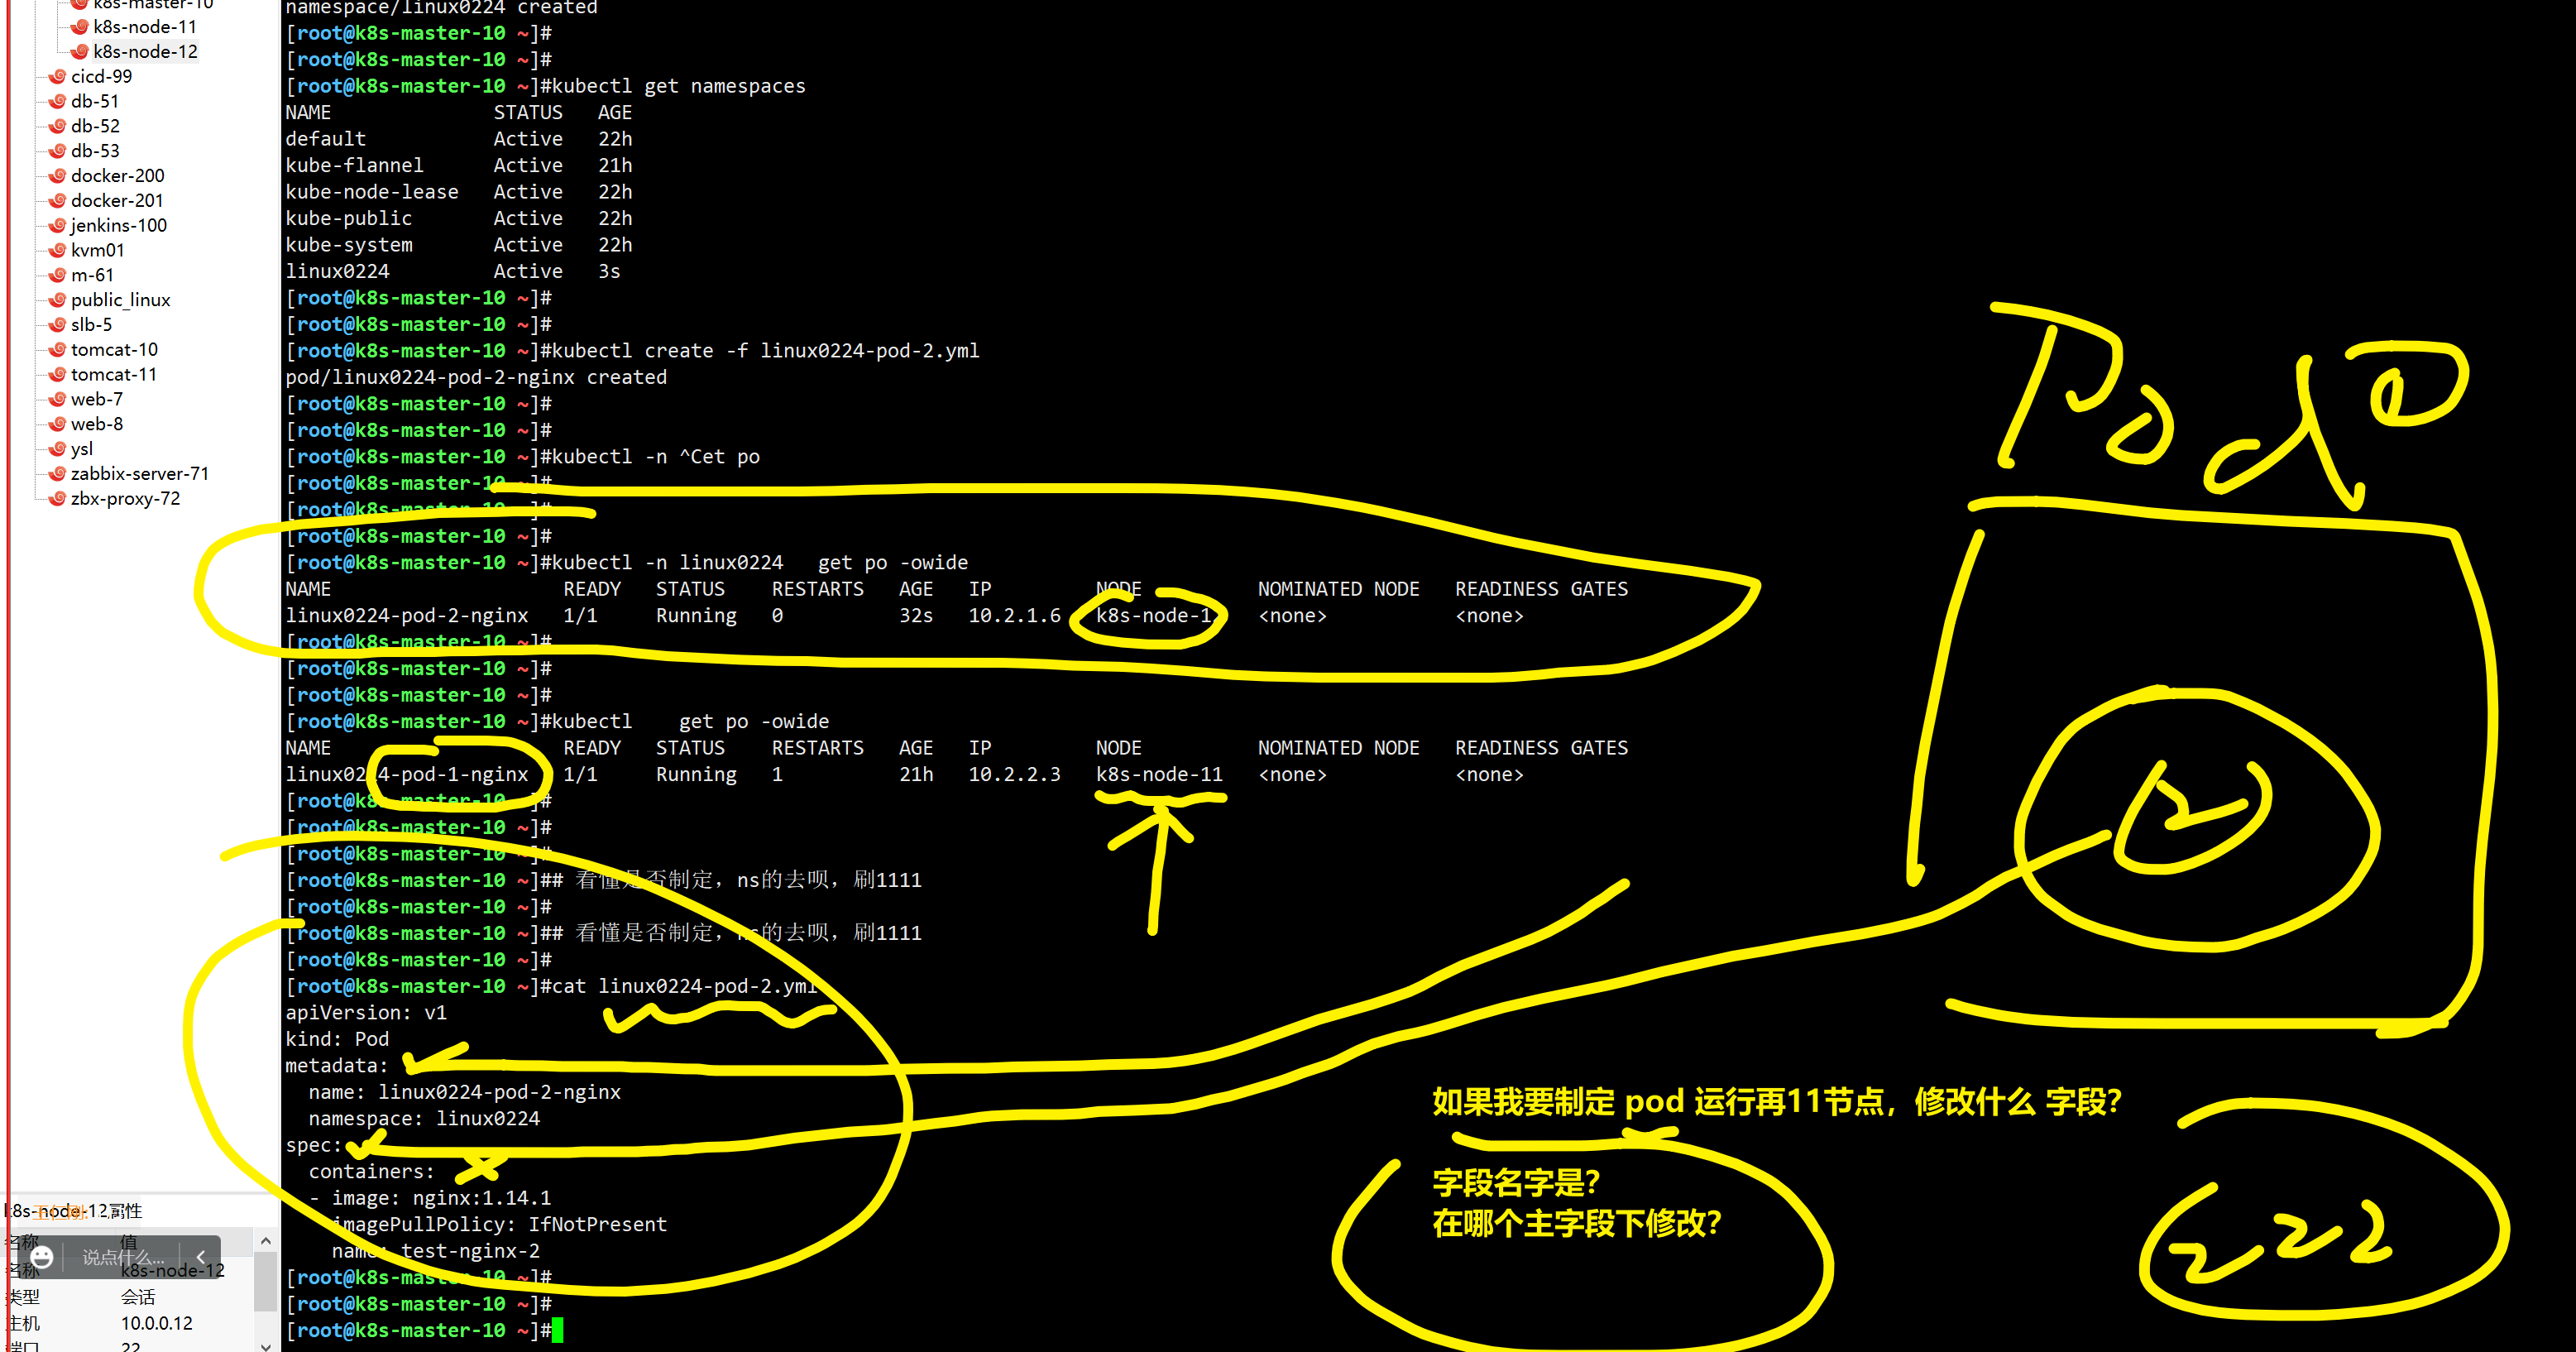 k8s-master-10
k8s-node-11
k8s-node-12
cicd-99
db-51
db-52
db-53
docker-200
docker-201
jenkins-100
kvm01
m-61
public_linux
slb-5
tomcat-10
tomcat-11
web-7
web-8
ysl
zabbix-server-71
zbx-proxy-72
k8s-node-12属性
名称 值
说点什么...
名称 k8s-node-12
类型 会话
主机 10.0.0.12
端口 22
namespace/linux0224 created
[root@k8s-master-10 ~]#
[root@k8s-master-10 ~]#
[root@k8s-master-10 ~]#kubectl get namespaces
NAME STATUS AGE
default Active 22h
kube-flannel Active 21h
kube-node-lease Active 22h
kube-public Active 22h
kube-system Active 22h
linux0224 Active 3s
[root@k8s-master-10 ~]#
[root@k8s-master-10 ~]#
[root@k8s-master-10 ~]#kubectl create -f linux0224-pod-2.yml
pod/linux0224-pod-2-nginx created
[root@k8s-master-10 ~]#
[root@k8s-master-10 ~]#
[root@k8s-master-10 ~]#kubectl -n ^Cet po
[root@k8s-master-10 ~]#
[root@k8s-master-10 ~]#
[root@k8s-master-10 ~]#
[root@k8s-master-10 ~]#kubectl -n linux0224   get po -owide
NAME READY STATUS RESTARTS AGE IP NODE NOMINATED NODE READINESS GATES
linux0224-pod-2-nginx 1/1 Running 0 32s 10.2.1.6 k8s-node-12 <none> <none>
[root@k8s-master-10 ~]#
[root@k8s-master-10 ~]#
[root@k8s-master-10 ~]#
[root@k8s-master-10 ~]#kubectl    get po -owide
NAME READY STATUS RESTARTS AGE IP NODE NOMINATED NODE READINESS GATES
linux0224-pod-1-nginx 1/1 Running 1 21h 10.2.2.3 k8s-node-11 <none> <none>
[root@k8s-master-10 ~]#
[root@k8s-master-10 ~]#
[root@k8s-master-10 ~]#
[root@k8s-master-10 ~]## 看懂是否制定，ns的去呗，刷1111
[root@k8s-master-10 ~]#
[root@k8s-master-10 ~]## 看懂是否制定，ns的去呗，刷1111
[root@k8s-master-10 ~]#
[root@k8s-master-10 ~]#cat linux0224-pod-2.yml
apiVersion: v1
kind: Pod
metadata:
  name: linux0224-pod-2-nginx
  namespace: linux0224
spec:
  containers:
  - image: nginx:1.14.1
    imagePullPolicy: IfNotPresent
    name: test-nginx-2
[root@k8s-master-10 ~]#
[root@k8s-master-10 ~]#
[root@k8s-master-10 ~]#
Pod
如果我要制定 pod 运行再11节点，修改什么 字段?
字段名字是?
在哪个主字段下修改?
222